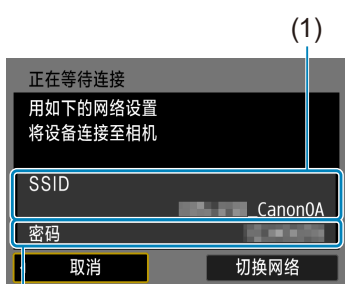 (1)
正在等待连接
用如下的网络设置
将设备连接至相机
SSID
_Canon0A
密码
取消
切换网络